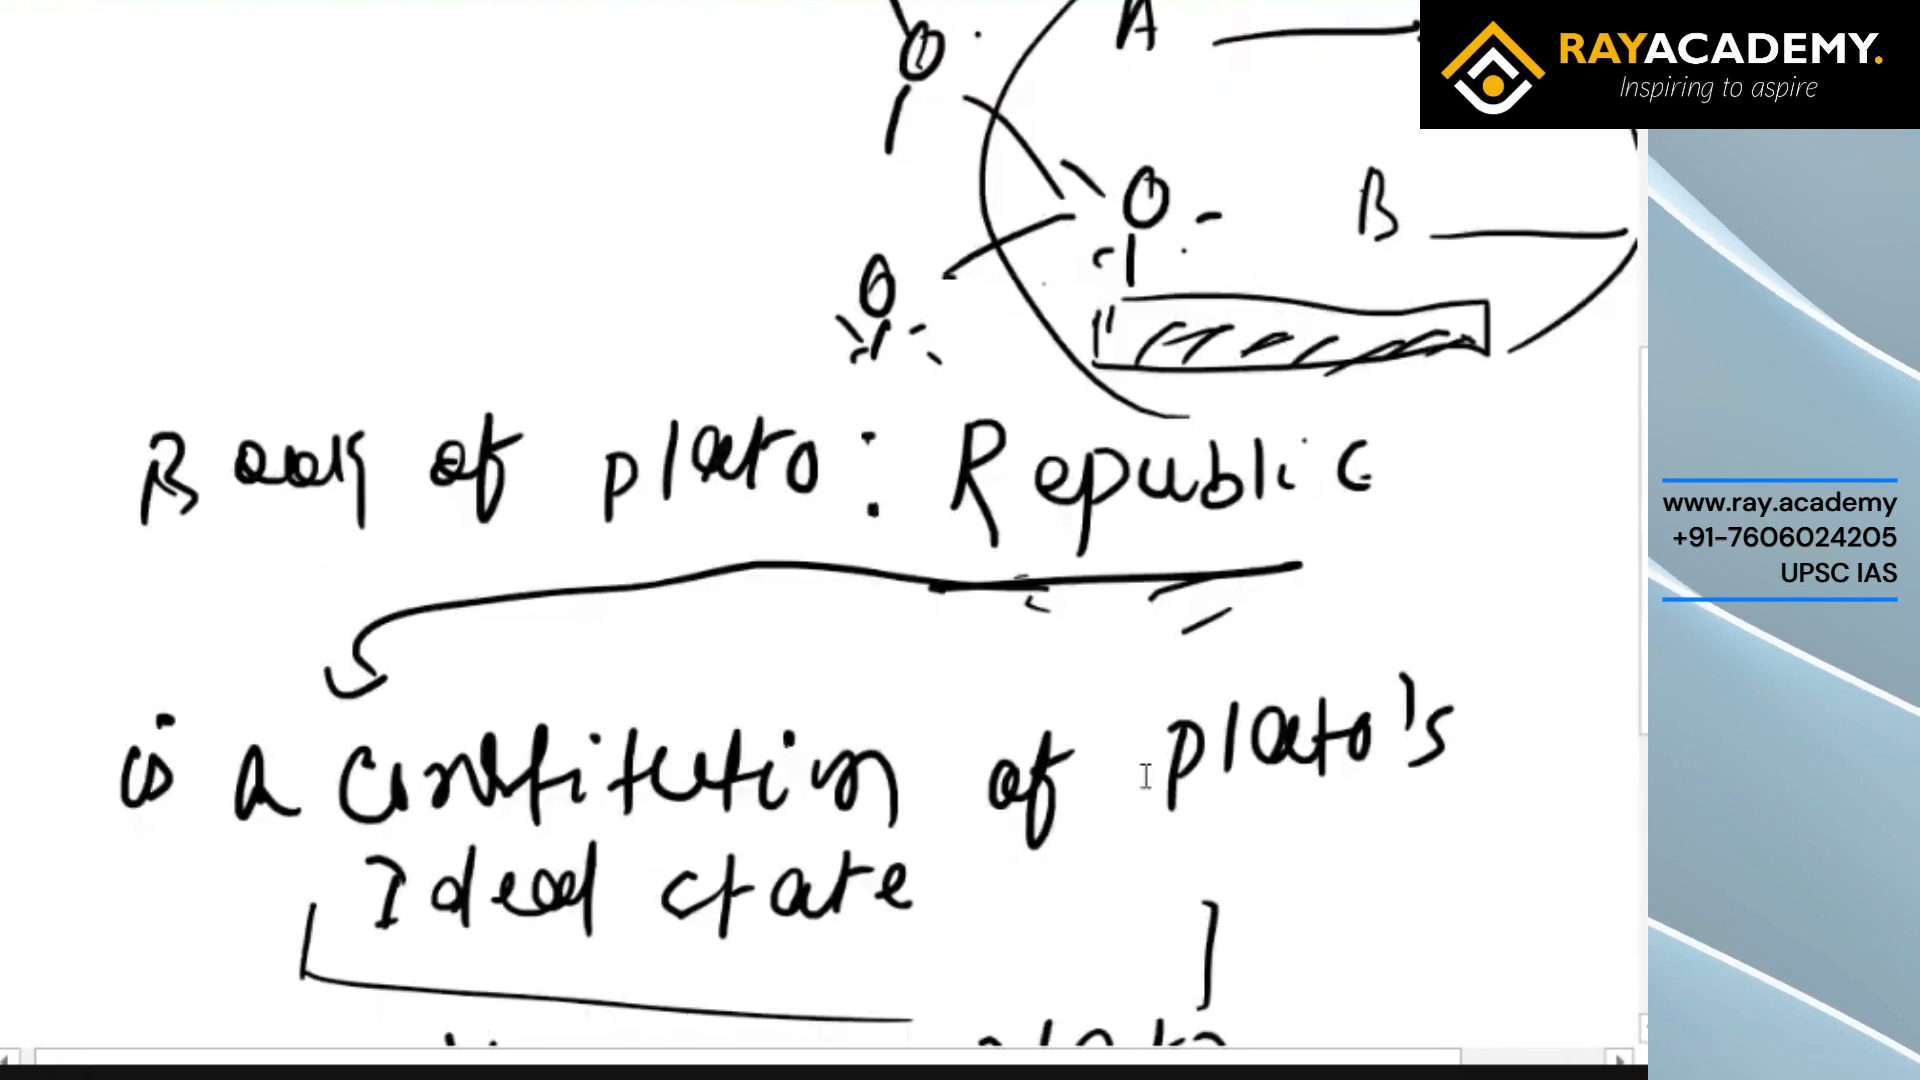 A
RAYACADEMY.
Inspiring to aspire
B
Book of plato: Republic
www.ray.academy
+91-7606024205
UPSC IAS
is a constitution of plato's
Ideal state